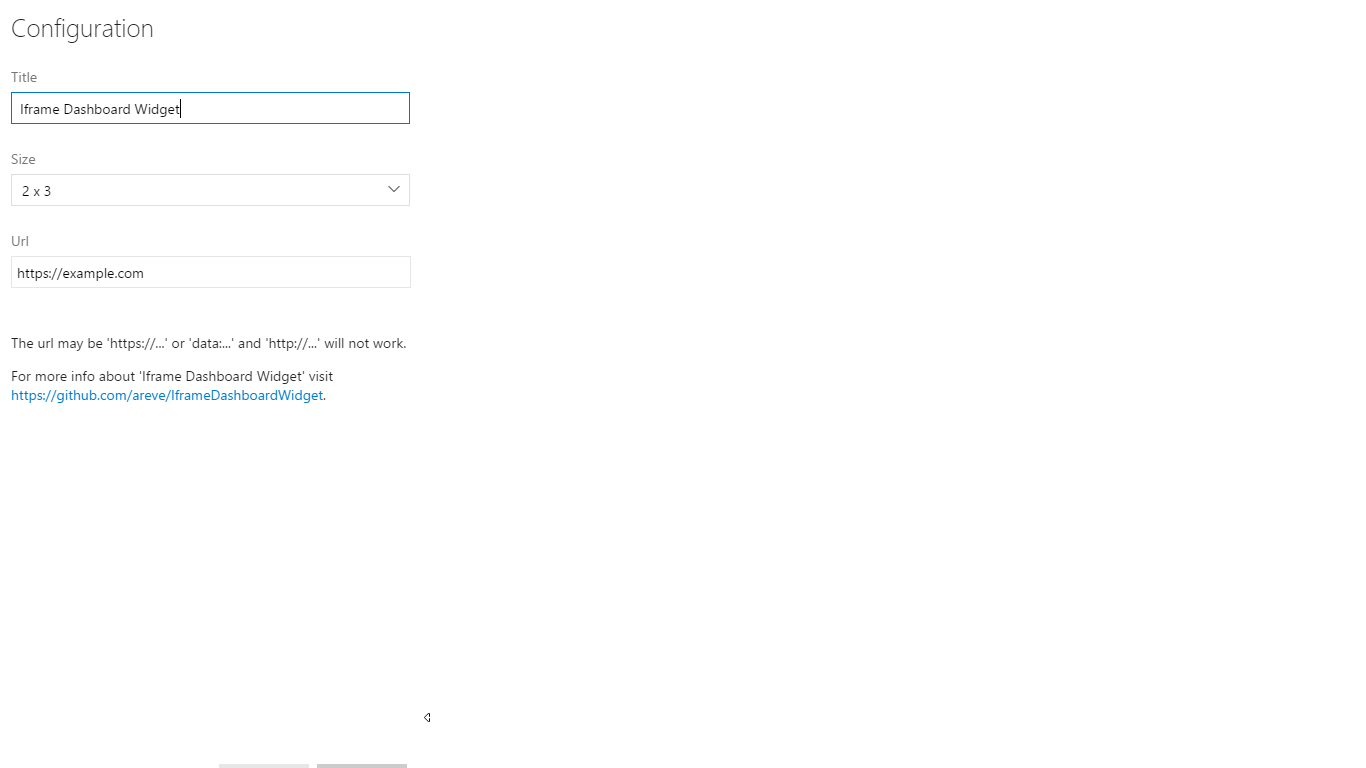 Configuration
Title
Iframe Dashboard Widget
Size
2 x 3
Url
https://example.com
The url may be 'https://...' or 'data:...' and 'http://...' will not work.
For more info about 'Iframe Dashboard Widget' visit
https://github.com/areve/IframeDashboardWidget.